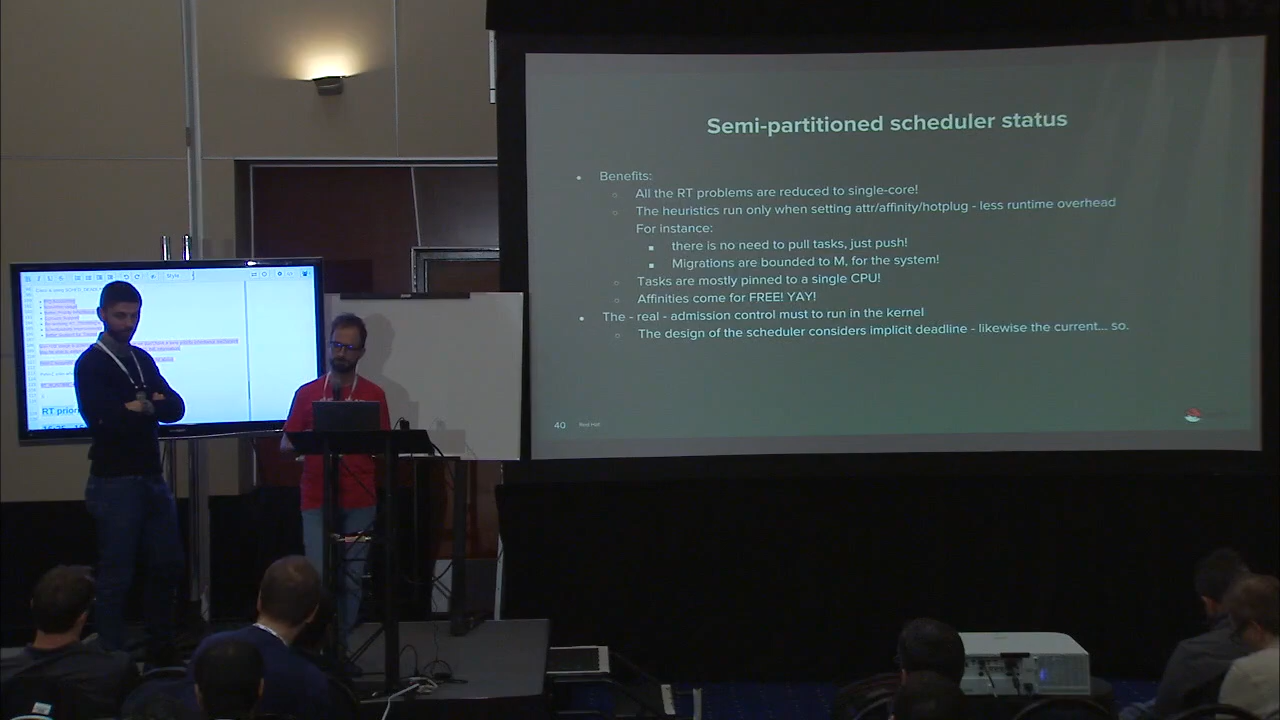 Semi-partitioned scheduler status
Benefits:
All the RT problems are reduced to single-core!
The heuristics run only when setting attr/affinity/hotplug - less runtime overhead
For instance:
there is no need to pull tasks, just push!
Migrations are bounded to M, for the system!
Tasks are mostly pinned to a single CPU!
Affinities come for FREE! YAY!
The - real - admission control must to run in the kernel
The design of the scheduler considers implicit deadline - likewise the current... so.
40 Red Hat
Style
RT prior